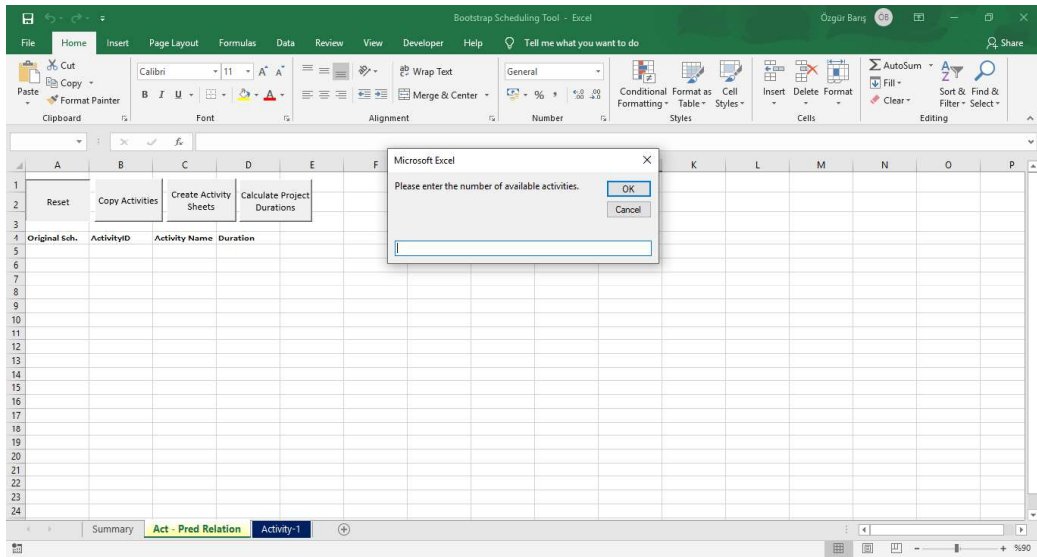 Bootstrap Scheduling Tool - Excel
Özgür Barış
ÖB
File Home Insert Page Layout Formulas Data Review View Developer Help Tell me what you want to do
Share
Paste
Cut
Copy
Format Painter
Clipboard
Calibri 11
B I U
Font
Wrap Text
Merge & Center
Alignment
General
% ,
Number
Conditional Formatting
Format as Table
Cell Styles
Styles
Insert Delete Format
Cells
AutoSum
Fill
Clear
Sort & Filter
Find & Select
Editing
fx
A B C D E F K L M N O P
Microsoft Excel
Please enter the number of available activities.
OK
Cancel
Reset
Copy Activities
Create Activity Sheets
Calculate Project Durations
1
2
3
4 Original Sch. ActivityID Activity Name Duration
5
6
7
8
9
10
11
12
13
14
15
16
17
18
19
20
21
22
23
24
Summary Act - Pred Relation Activity-1
%90